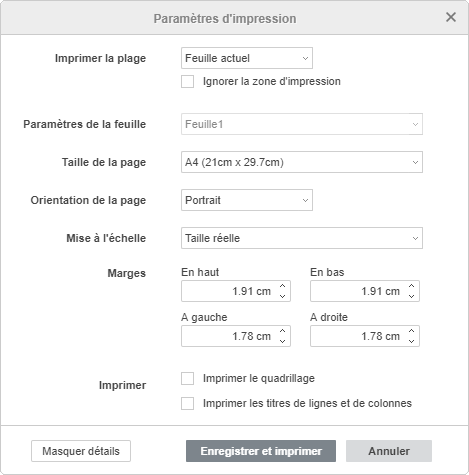 Paramètres d'impression
Imprimer la plage
Feuille actuel
Ignorer la zone d'impression
Paramètres de la feuille
Feuille1
Taille de la page
A4 (21cm x 29.7cm)
Orientation de la page
Portrait
Mise à l'échelle
Taille réelle
Marges
En haut
En bas
1.91 cm
1.91 cm
A gauche
A droite
1.78 cm
1.78 cm
Imprimer
Imprimer le quadrillage
Imprimer les titres de lignes et de colonnes
Masquer détails
Enregistrer et imprimer
Annuler